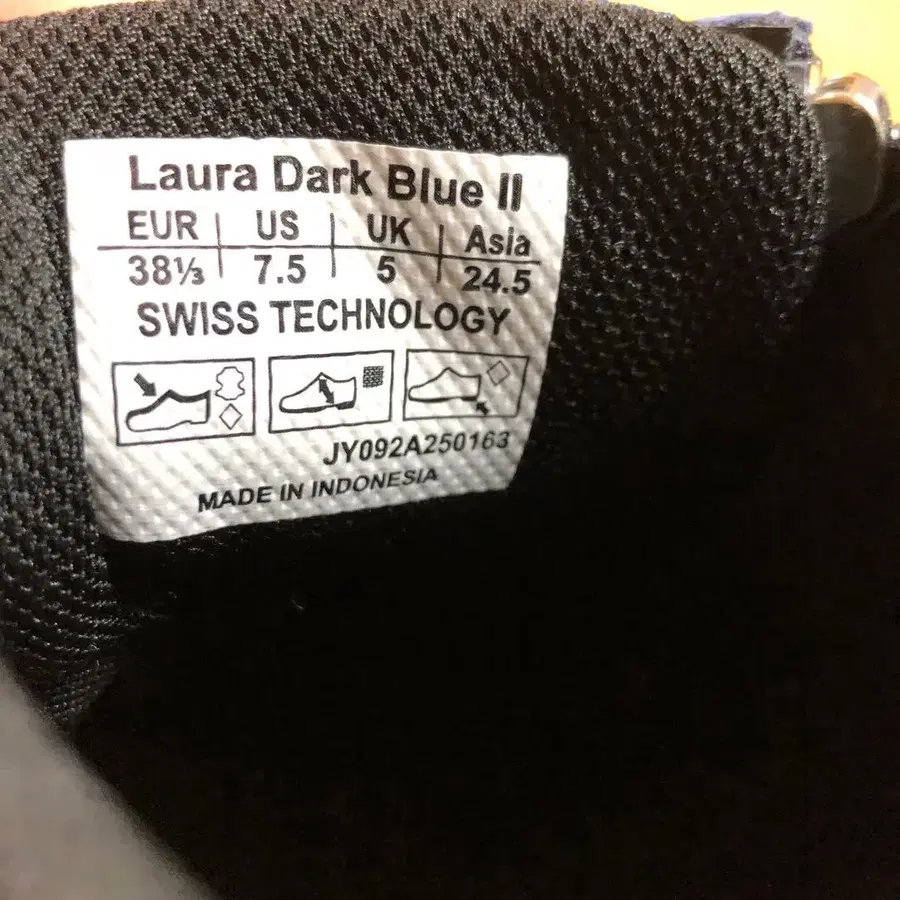 Laura Dark Blue II
EUR | US | UK | Asia
38⅓ | 7.5 | 5 | 24.5
SWISS TECHNOLOGY
JY092A250163
MADE IN INDONESIA